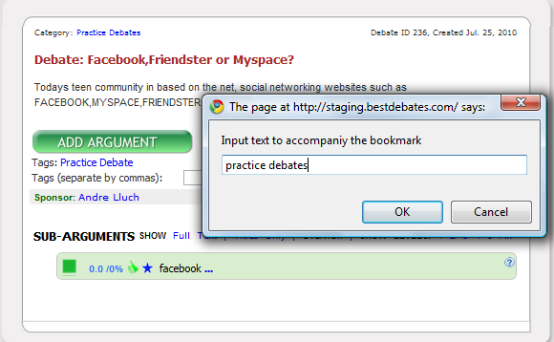 Category: Practice Debates Debate ID 236, Created Jul. 25, 2010
Debate: Facebook,Friendster or Myspace?
Todays teen community in based on the net, social networking websites such as
FACEBOOK,MYSPACE,FRIENDSTER
The page at http://staging.bestdebates.com/ says:
Input text to accompaniy the bookmark
practice debates
OK Cancel
ADD ARGUMENT
Tags: Practice Debate
Tags (separate by commas):
Sponsor: Andre Lluch
SUB-ARGUMENTS SHOW Full
0.0 /0% facebook ...